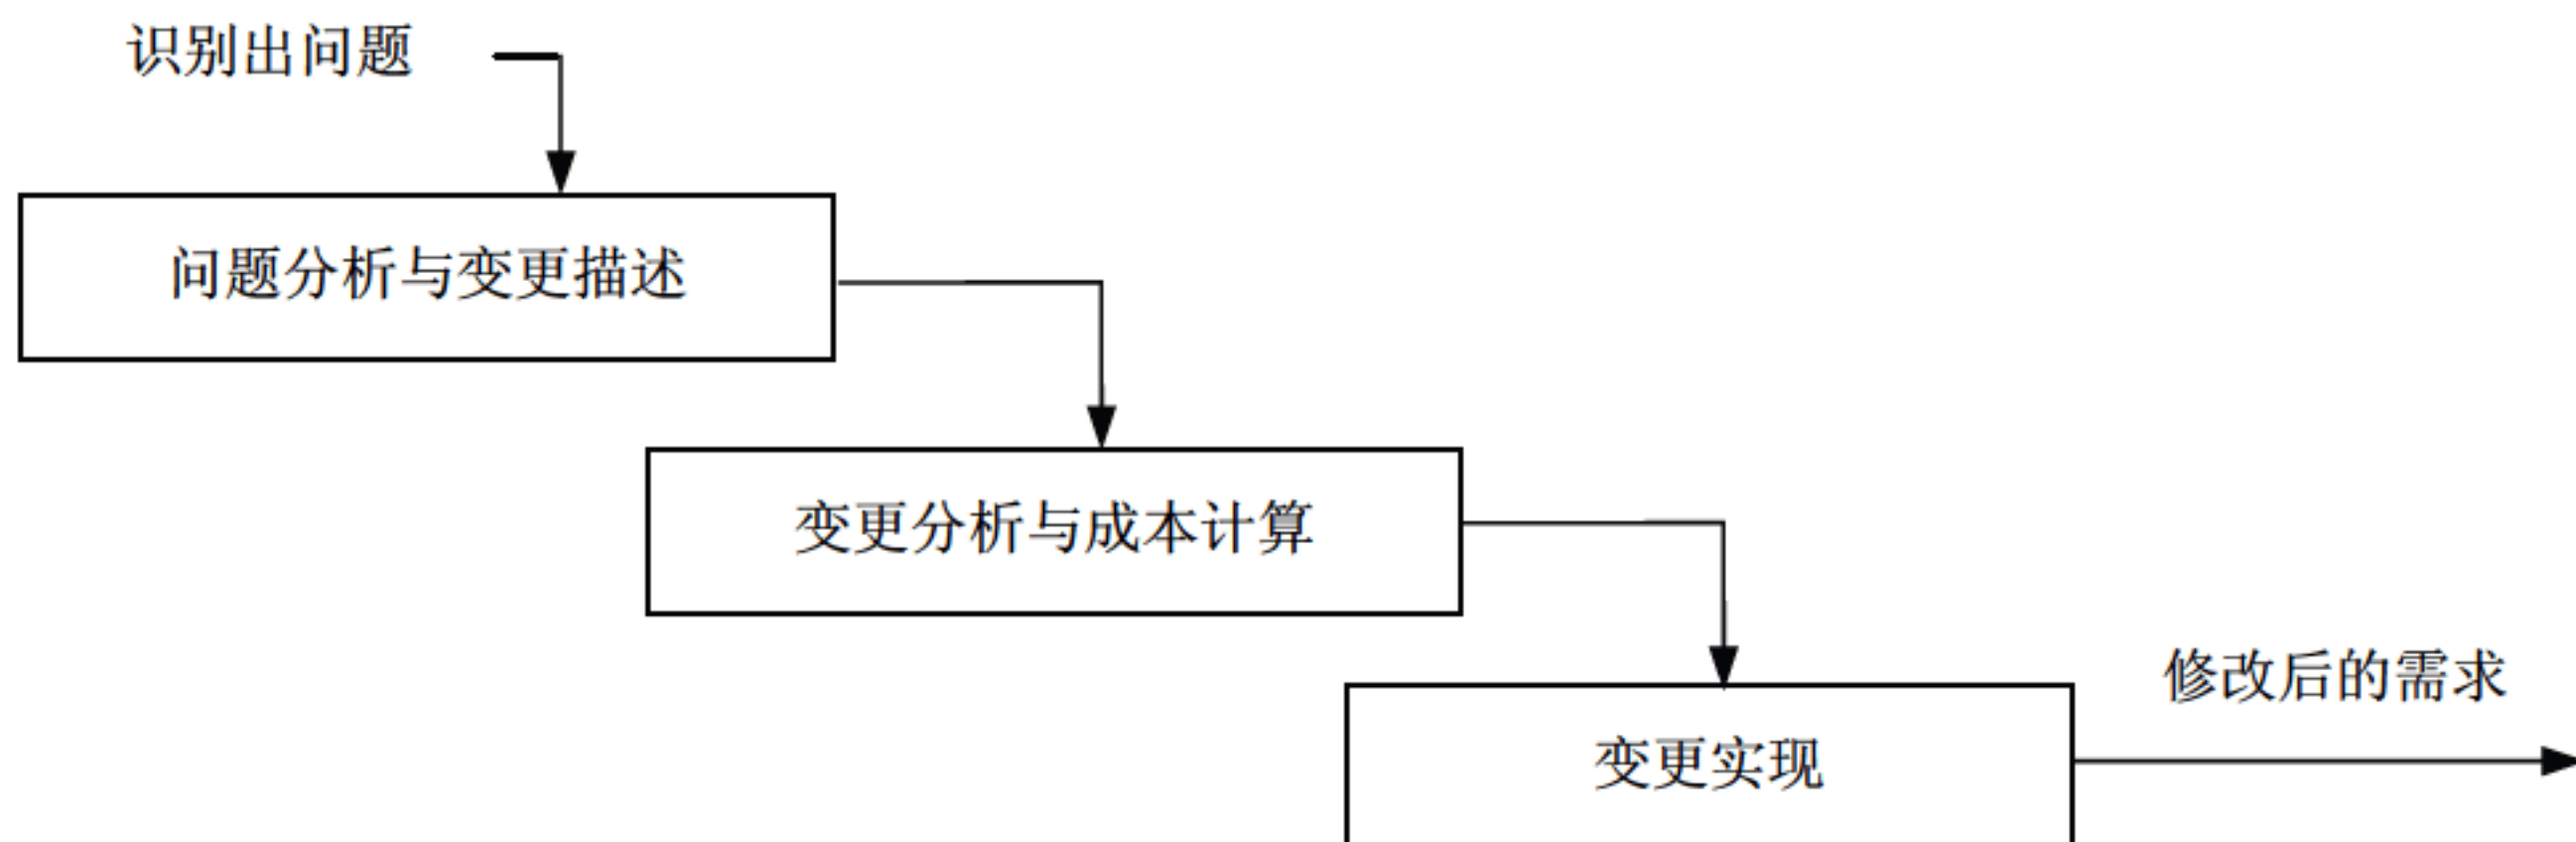 识别出问题
问题分析与变更描述
变更分析与成本计算
修改后的需求
变更实现